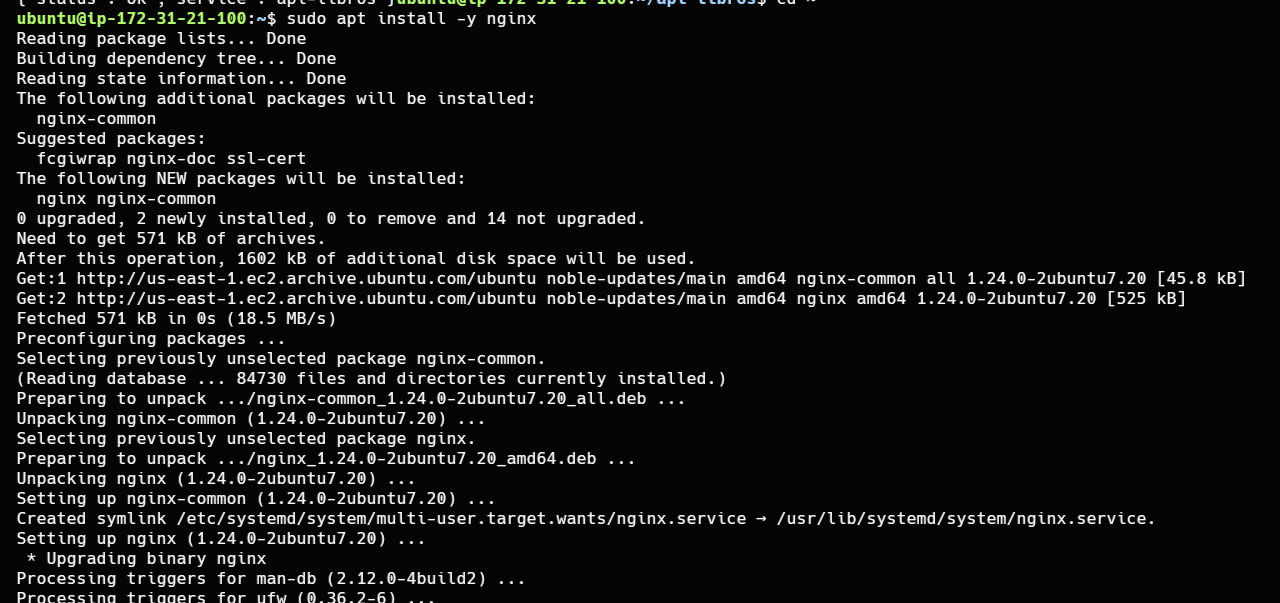 ubuntu@ip-172-31-21-100:~$ sudo apt install -y nginx
Reading package lists... Done
Building dependency tree... Done
Reading state information... Done
The following additional packages will be installed:
  nginx-common
Suggested packages:
  fcgiwrap nginx-doc ssl-cert
The following NEW packages will be installed:
  nginx nginx-common
0 upgraded, 2 newly installed, 0 to remove and 14 not upgraded.
Need to get 571 kB of archives.
After this operation, 1602 kB of additional disk space will be used.
Get:1 http://us-east-1.ec2.archive.ubuntu.com/ubuntu noble-updates/main amd64 nginx-common all 1.24.0-2ubuntu7.20 [45.8 kB]
Get:2 http://us-east-1.ec2.archive.ubuntu.com/ubuntu noble-updates/main amd64 nginx amd64 1.24.0-2ubuntu7.20 [525 kB]
Fetched 571 kB in 0s (18.5 MB/s)
Preconfiguring packages ...
Selecting previously unselected package nginx-common.
(Reading database ... 84730 files and directories currently installed.)
Preparing to unpack .../nginx-common_1.24.0-2ubuntu7.20_all.deb ...
Unpacking nginx-common (1.24.0-2ubuntu7.20) ...
Selecting previously unselected package nginx.
Preparing to unpack .../nginx_1.24.0-2ubuntu7.20_amd64.deb ...
Unpacking nginx (1.24.0-2ubuntu7.20) ...
Setting up nginx-common (1.24.0-2ubuntu7.20) ...
Created symlink /etc/systemd/system/multi-user.target.wants/nginx.service → /usr/lib/systemd/system/nginx.service.
Setting up nginx (1.24.0-2ubuntu7.20) ...
 * Upgrading binary nginx
Processing triggers for man-db (2.12.0-4build2) ...
Processing triggers for ufw (0.36.2-6) ...